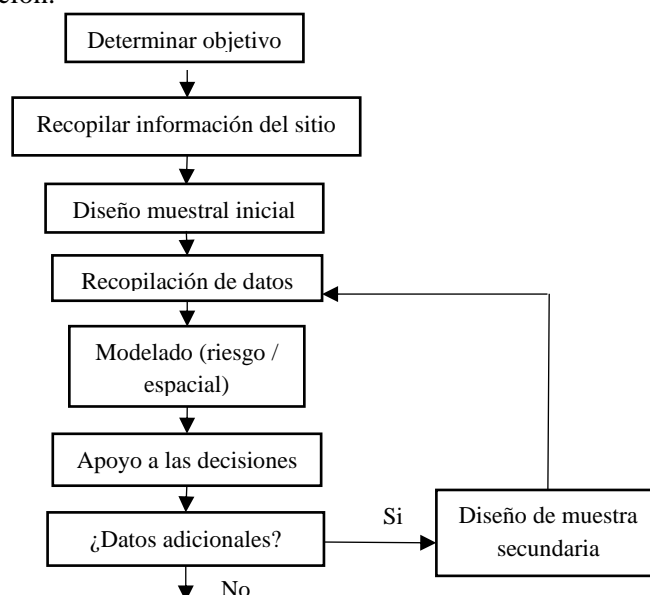 ción.
Determinar objetivo
Recopilar información del sitio
Diseño muestral inicial
Recopilación de datos
Modelado (riesgo /
espacial)
Apoyo a las decisiones
¿Datos adicionales?
Si
Diseño de muestra
secundaria
No